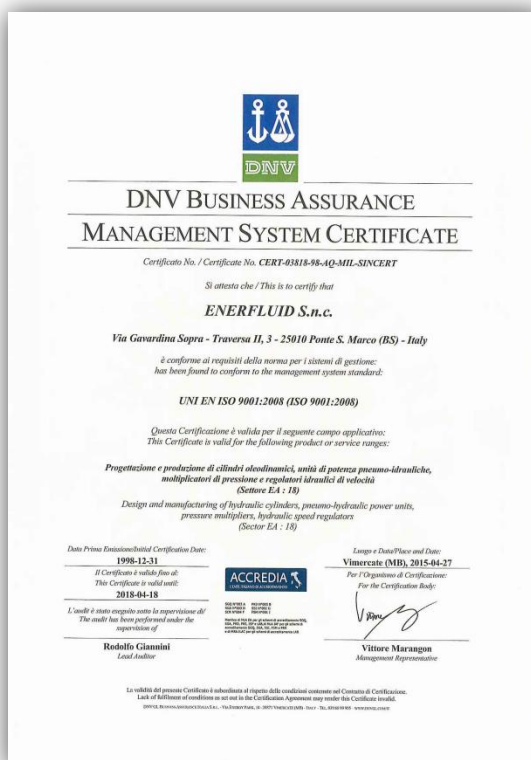 DNV
DNV BUSINESS ASSURANCE
MANAGEMENT SYSTEM CERTIFICATE
Certificato No. / Certificate No. CERT-03818-98-AQ-MIL-SINCERT
Si attesta che / This is to certify that
ENERFLUID S.n.c.
Via Gavardina Sopra - Traversa II, 3 - 25010 Ponte S. Marco (BS) - Italy
è conforme ai requisiti della norma per i sistemi di gestione:
has been found to conform to the management system standard:
UNI EN ISO 9001:2008 (ISO 9001:2008)
Questa Certificazione è valida per il seguente campo applicativo:
This Certificate is valid for the following product or service ranges:
Progettazione e produzione di cilindri oleodinamici, unità di potenza pneumo-idrauliche,
moltiplicatori di pressione e regolatori idraulici di velocità
(Settore EA : 18)
Design and manufacturing of hydraulic cylinders, pneumo-hydraulic power units,
pressure multipliers, hydraulic speed regulators
(Sector EA : 18)
Data Prima Emissione/Initial Certification Date:
1998-12-31
Il Certificato è valido fino al:
This Certificate is valid until:
2018-04-18
L'audit è stato eseguito sotto la supervisione di/
The audit has been performed under the
supervision of
Rodolfo Giannini
Lead Auditor
ACCREDIA
Luogo e Data/Place and Date:
Vimercate (MB), 2015-04-27
Per l'Organismo di Certificazione:
For the Certification Body:
Vittore Marangon
Management Representative
La validità del presente Certificato è subordinata al rispetto delle condizioni contenute nel Contratto di Certificazione.
Lack of fulfilment of conditions as set out in the Certification Agreement may render this Certificate invalid.